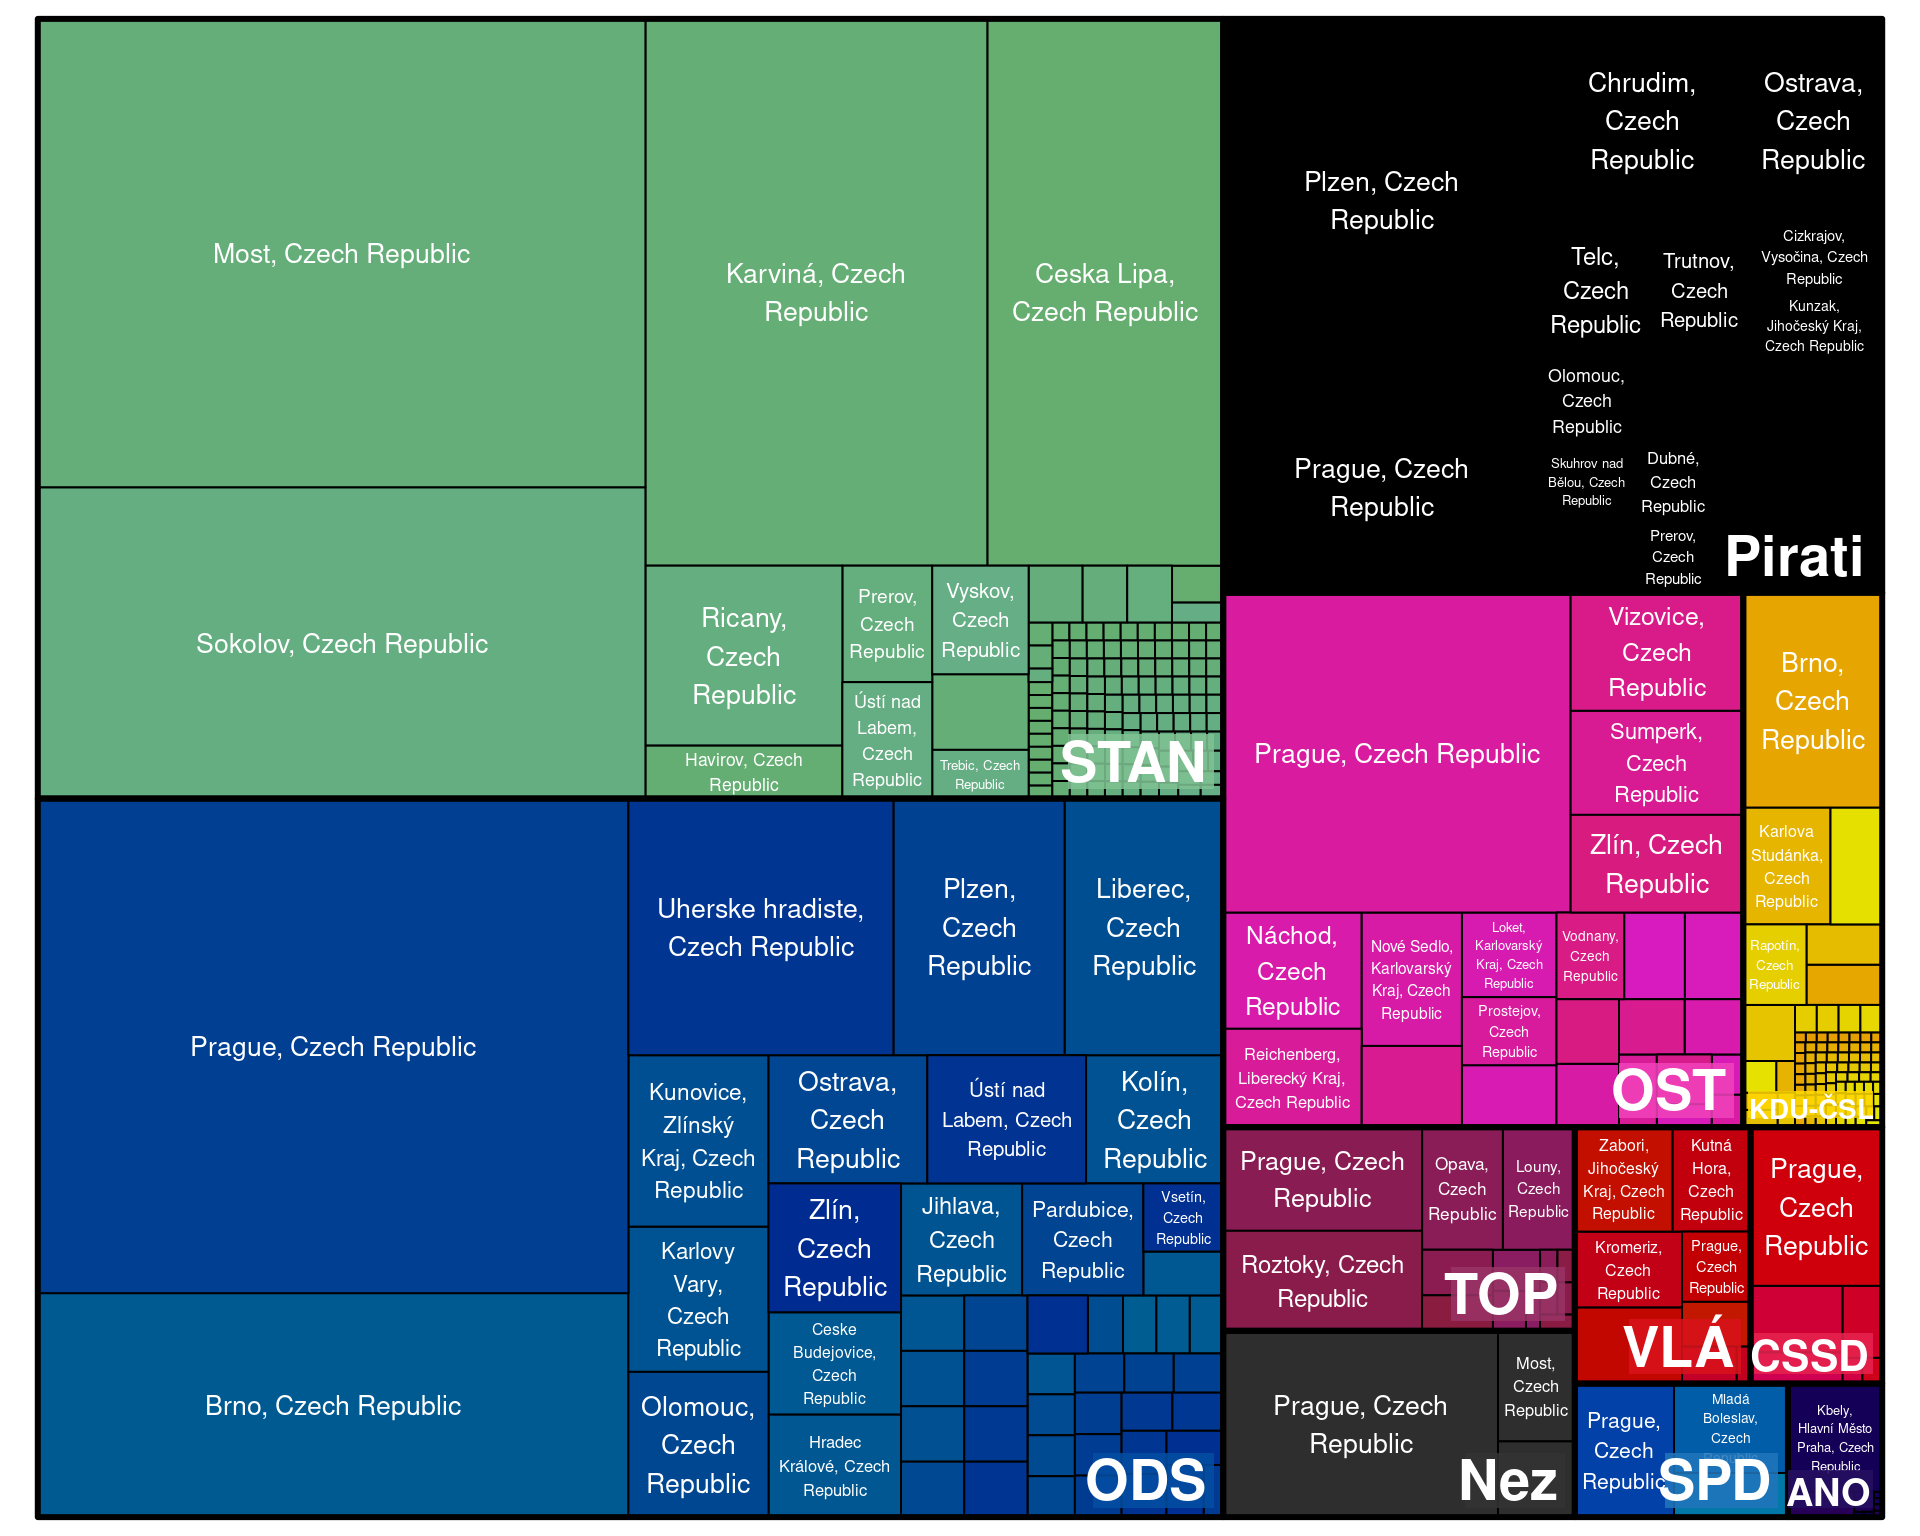 Most, Czech Republic
Sokolov, Czech Republic
Karviná, Czech
Republic
Ceska Lipa,
Czech Republic
Ricany,
Czech
Republic
Havirov, Czech
Republic
Prerov,
Czech
Republic
Ústí nad
Labem,
Czech
Republic
Vyskov,
Czech
Republic
Trebic, Czech
Republic
STAN
Prague, Czech Republic
Brno, Czech Republic
Uherske hradiste,
Czech Republic
Plzen,
Czech
Republic
Liberec,
Czech
Republic
Kunovice,
Zlínský
Kraj, Czech
Republic
Karlovy
Vary,
Czech
Republic
Olomouc,
Czech
Republic
Ostrava,
Czech
Republic
Ústí nad
Labem, Czech
Republic
Kolín,
Czech
Republic
Zlín,
Czech
Republic
Jihlava,
Czech
Republic
Pardubice,
Czech
Republic
Vsetín,
Czech
Republic
Ceske
Budejovice,
Czech
Republic
Hradec
Králové, Czech
Republic
ODS
Plzen, Czech
Republic
Prague, Czech
Republic
Chrudim,
Czech
Republic
Ostrava,
Czech
Republic
Telc,
Czech
Republic
Trutnov,
Czech
Republic
Cizkrajov,
Vysočina, Czech
Republic
Kunzak,
Jihočeský Kraj,
Czech Republic
Olomouc,
Czech
Republic
Skuhrov nad
Bělou, Czech
Republic
Dubné,
Czech
Republic
Prerov,
Czech
Republic
Pirati
Prague, Czech Republic
Vizovice,
Czech
Republic
Sumperk,
Czech
Republic
Zlín, Czech
Republic
Náchod,
Czech
Republic
Reichenberg,
Liberecký Kraj,
Czech Republic
Nové Sedlo,
Karlovarský
Kraj, Czech
Republic
Loket,
Karlovarský
Kraj, Czech
Republic
Prostejov,
Czech
Republic
Vodnany,
Czech
Republic
OST
Brno,
Czech
Republic
Karlova
Studánka,
Czech
Republic
Rapotín,
Czech
Republic
KDU-ČSL
Prague, Czech
Republic
Roztoky, Czech
Republic
Opava,
Czech
Republic
Louny,
Czech
Republic
TOP
Zabori,
Jihočeský
Kraj, Czech
Republic
Kutná
Hora,
Czech
Republic
Kromeriz,
Czech
Republic
Prague,
Czech
Republic
VLÁ
Prague,
Czech
Republic
CSSD
Prague, Czech
Republic
Most,
Czech
Republic
Nez
Prague,
Czech
Republic
Mladá
Boleslav,
Czech
Republic
SPD
Kbely,
Hlavní Město
Praha, Czech
Republic
ANO